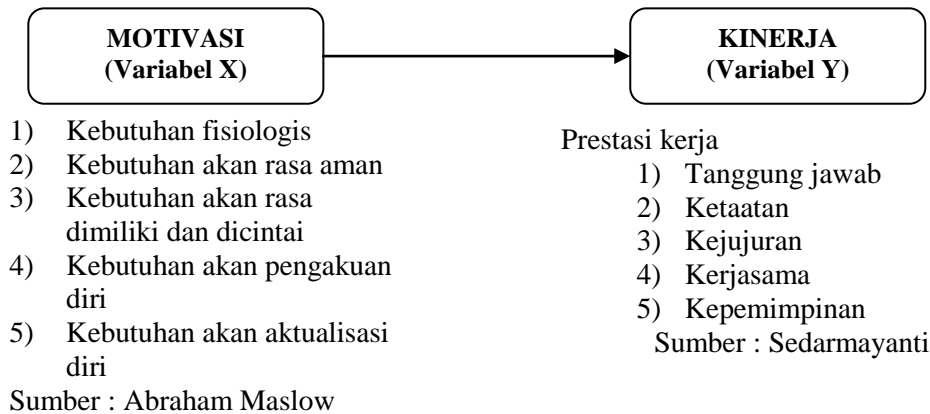 MOTIVASI
(Variabel X)
KINERJA
(Variabel Y)
1) Kebutuhan fisiologis
2) Kebutuhan akan rasa aman
3) Kebutuhan akan rasa
dimiliki dan dicintai
4) Kebutuhan akan pengakuan
diri
5) Kebutuhan akan aktualisasi
diri
Sumber : Abraham Maslow
Prestasi kerja
1) Tanggung jawab
2) Ketaatan
3) Kejujuran
4) Kerjasama
5) Kepemimpinan
Sumber : Sedarmayanti